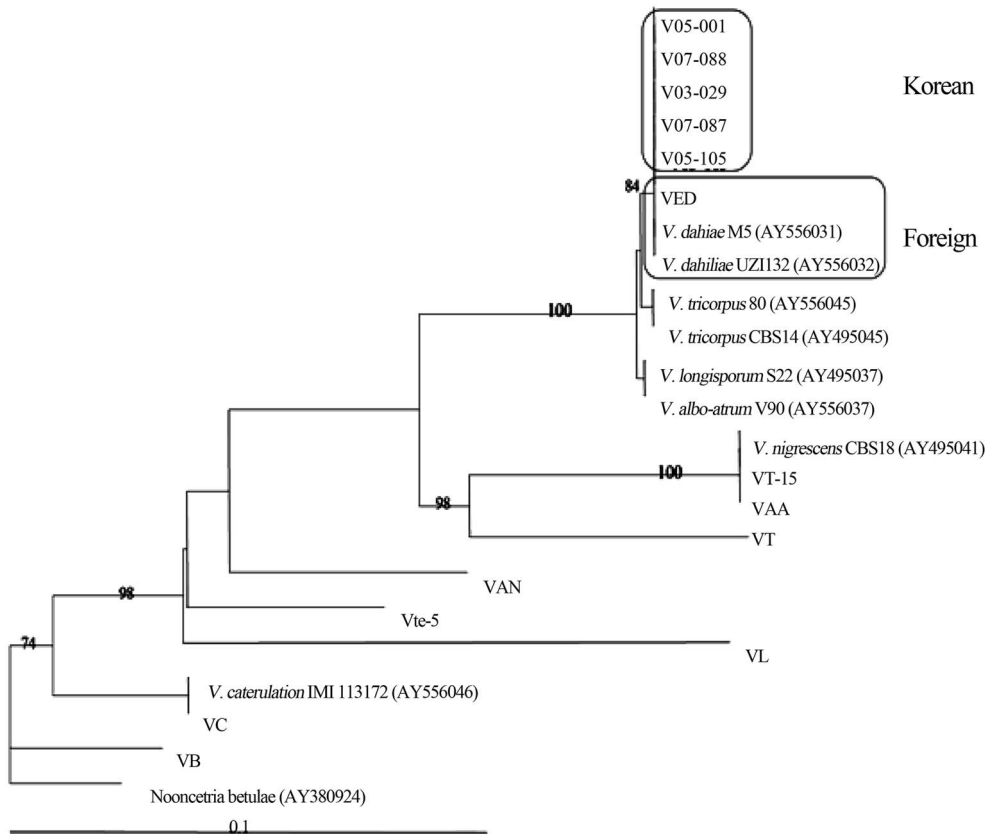 V05-001
V07-088
Korean
V03-029
V07-087
V05-105
84
VED
V. dahiae M5 (AY556031)
Foreign
V. dahiliae UZI132 (AY556032)
V. tricorpus 80 (AY556045)
100
V. tricorpus CBS14 (AY495045)
V. longisporum S22 (AY495037)
V. albo-atrum V90 (AY556037)
V. nigrescens CBS18 (AY495041)
100
VT-15
98
VAA
VT
VAN
98
Vte-5
74
VL
V. caterulation IMI 113172 (AY556046)
VC
VB
Nooncetria betulae (AY380924)
0.1